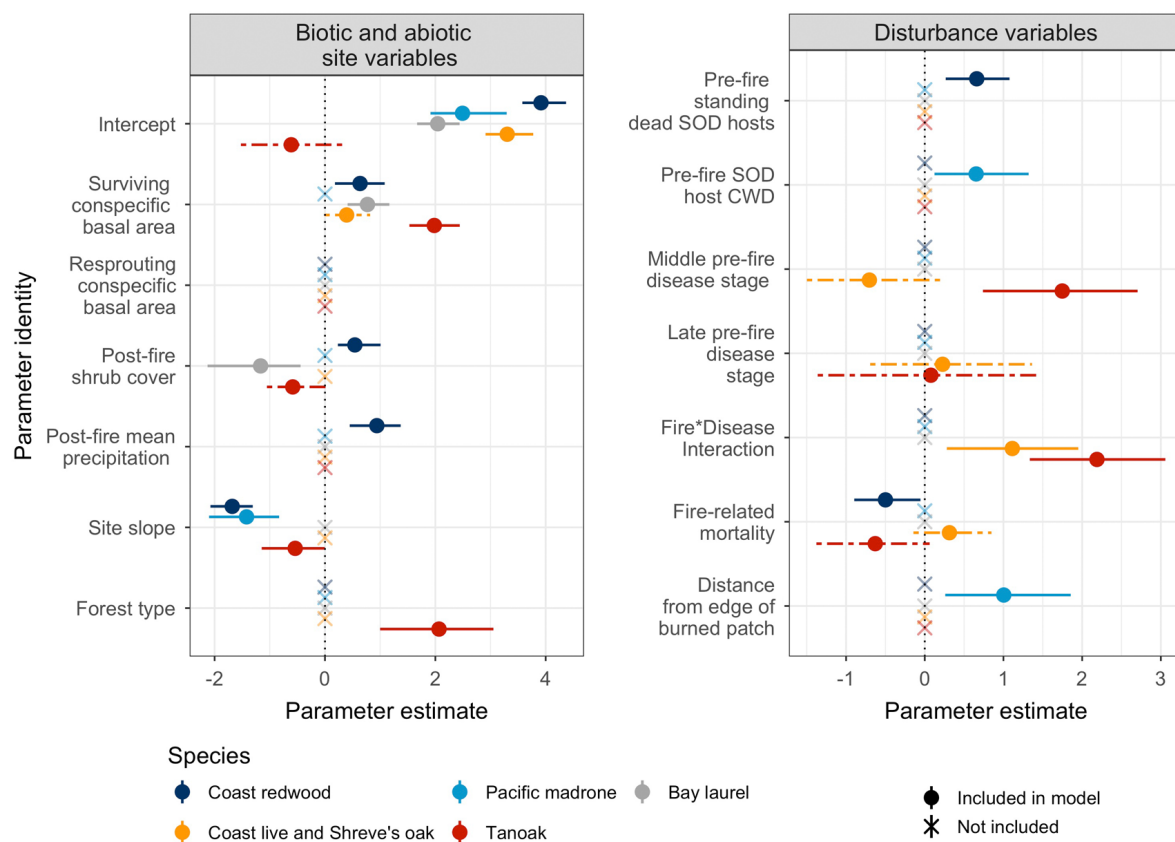 Biotic and abiotic
site variables
Disturbance variables
Parameter identity
Intercept
Surviving
conspecific
basal area
Resprouting
conspecific
basal area
Post-fire
shrub cover
Post-fire mean
precipitation
Site slope
Forest type
-2
0
2
4
Parameter estimate
Pre-fire
standing
dead SOD hosts
Pre-fire SOD
host CWD
Middle pre-fire
disease stage
Late pre-fire
disease
stage
Fire*Disease
Interaction
Fire-related
mortality
Distance
from edge of
burned patch
-1
0
1
2
3
Parameter estimate
Species
Coast redwood
Pacific madrone
Bay laurel
Coast live and Shreve's oak
Tanoak
Included in model
Not included